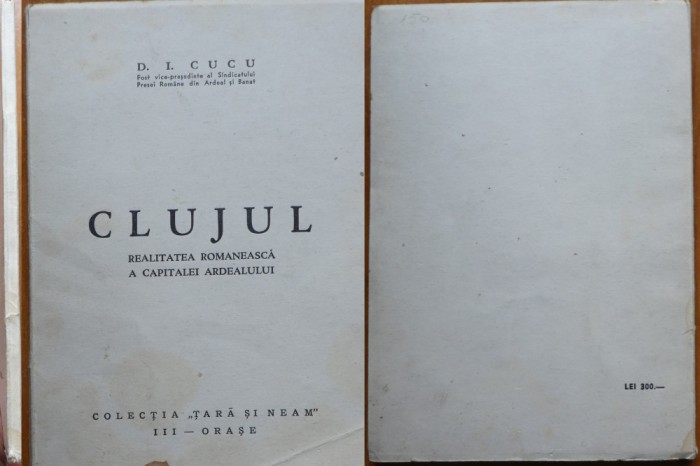 D. I. CUCU
Fost vice-președinte al Sindicatului
Presei Române din Ardeal și Banat
CLUJUL
REALITATEA ROMANEASCĂ
A CAPITALEI ARDEALULUI
COLECȚIA „ȚARĂ ȘI NEAM"
III — ORAȘE
150
LEI 300.—